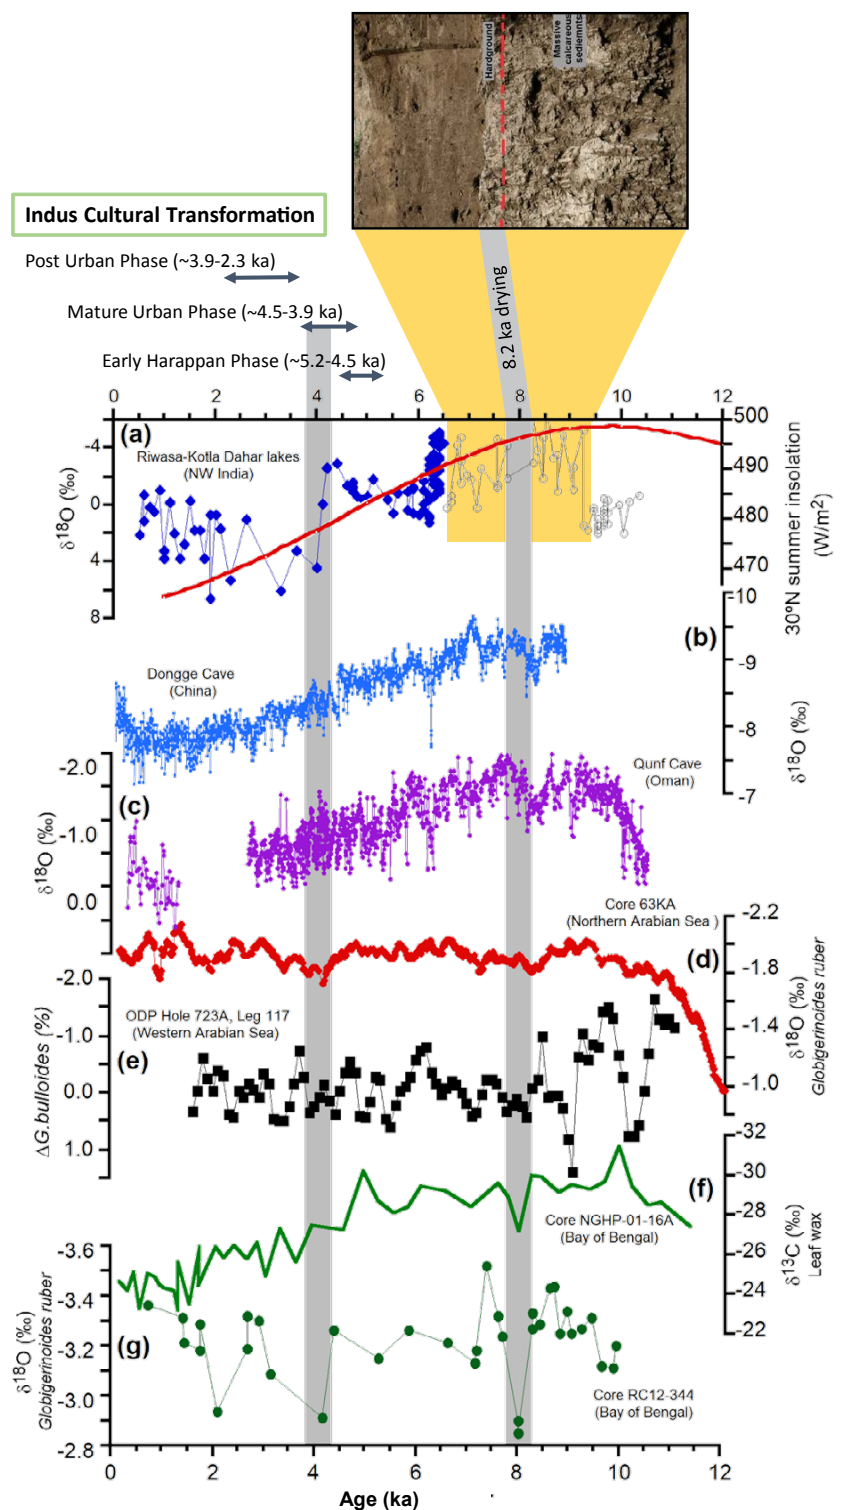 Hardground
Massive
calcareous
sediemnts
Indus Cultural Transformation
Post Urban Phase (~3.9-2.3 ka)
Mature Urban Phase (~4.5-3.9 ka)
Early Harappan Phase (~5.2-4.5 ka)
8.2 ka drying
0 2 4 6 8 10 12
(a)
Riwasa-Kotla Dahar lakes
(NW India)
-4
0
4
8
δ18O (‰)
500
490
480
470
30ºN summer insolation
(W/m2)
(b)
Dongge Cave
(China)
-10
-9
-8
-7
δ18O (‰)
(c)
Qunf Cave
(Oman)
-2.0
-1.0
0.0
δ18O (‰)
Core 63KA
(Northern Arabian Sea)
(d)
-2.2
-1.8
-1.4
-1.0
δ18O (‰)
Globigerinoides ruber
ODP Hole 723A, Leg 117
(Western Arabian Sea)
(e)
-2.0
-1.0
0.0
1.0
ΔG.bulloides (%)
(f)
Core NGHP-01-16A
(Bay of Bengal)
-32
-30
-28
-26
-24
-22
δ13C (‰)
Leaf wax
(g)
-3.6
-3.4
-3.2
-3.0
-2.8
δ18O (‰)
Globigerinoides ruber
Core RC12-344
(Bay of Bengal)
0 2 4 6 8 10 12
Age (ka)